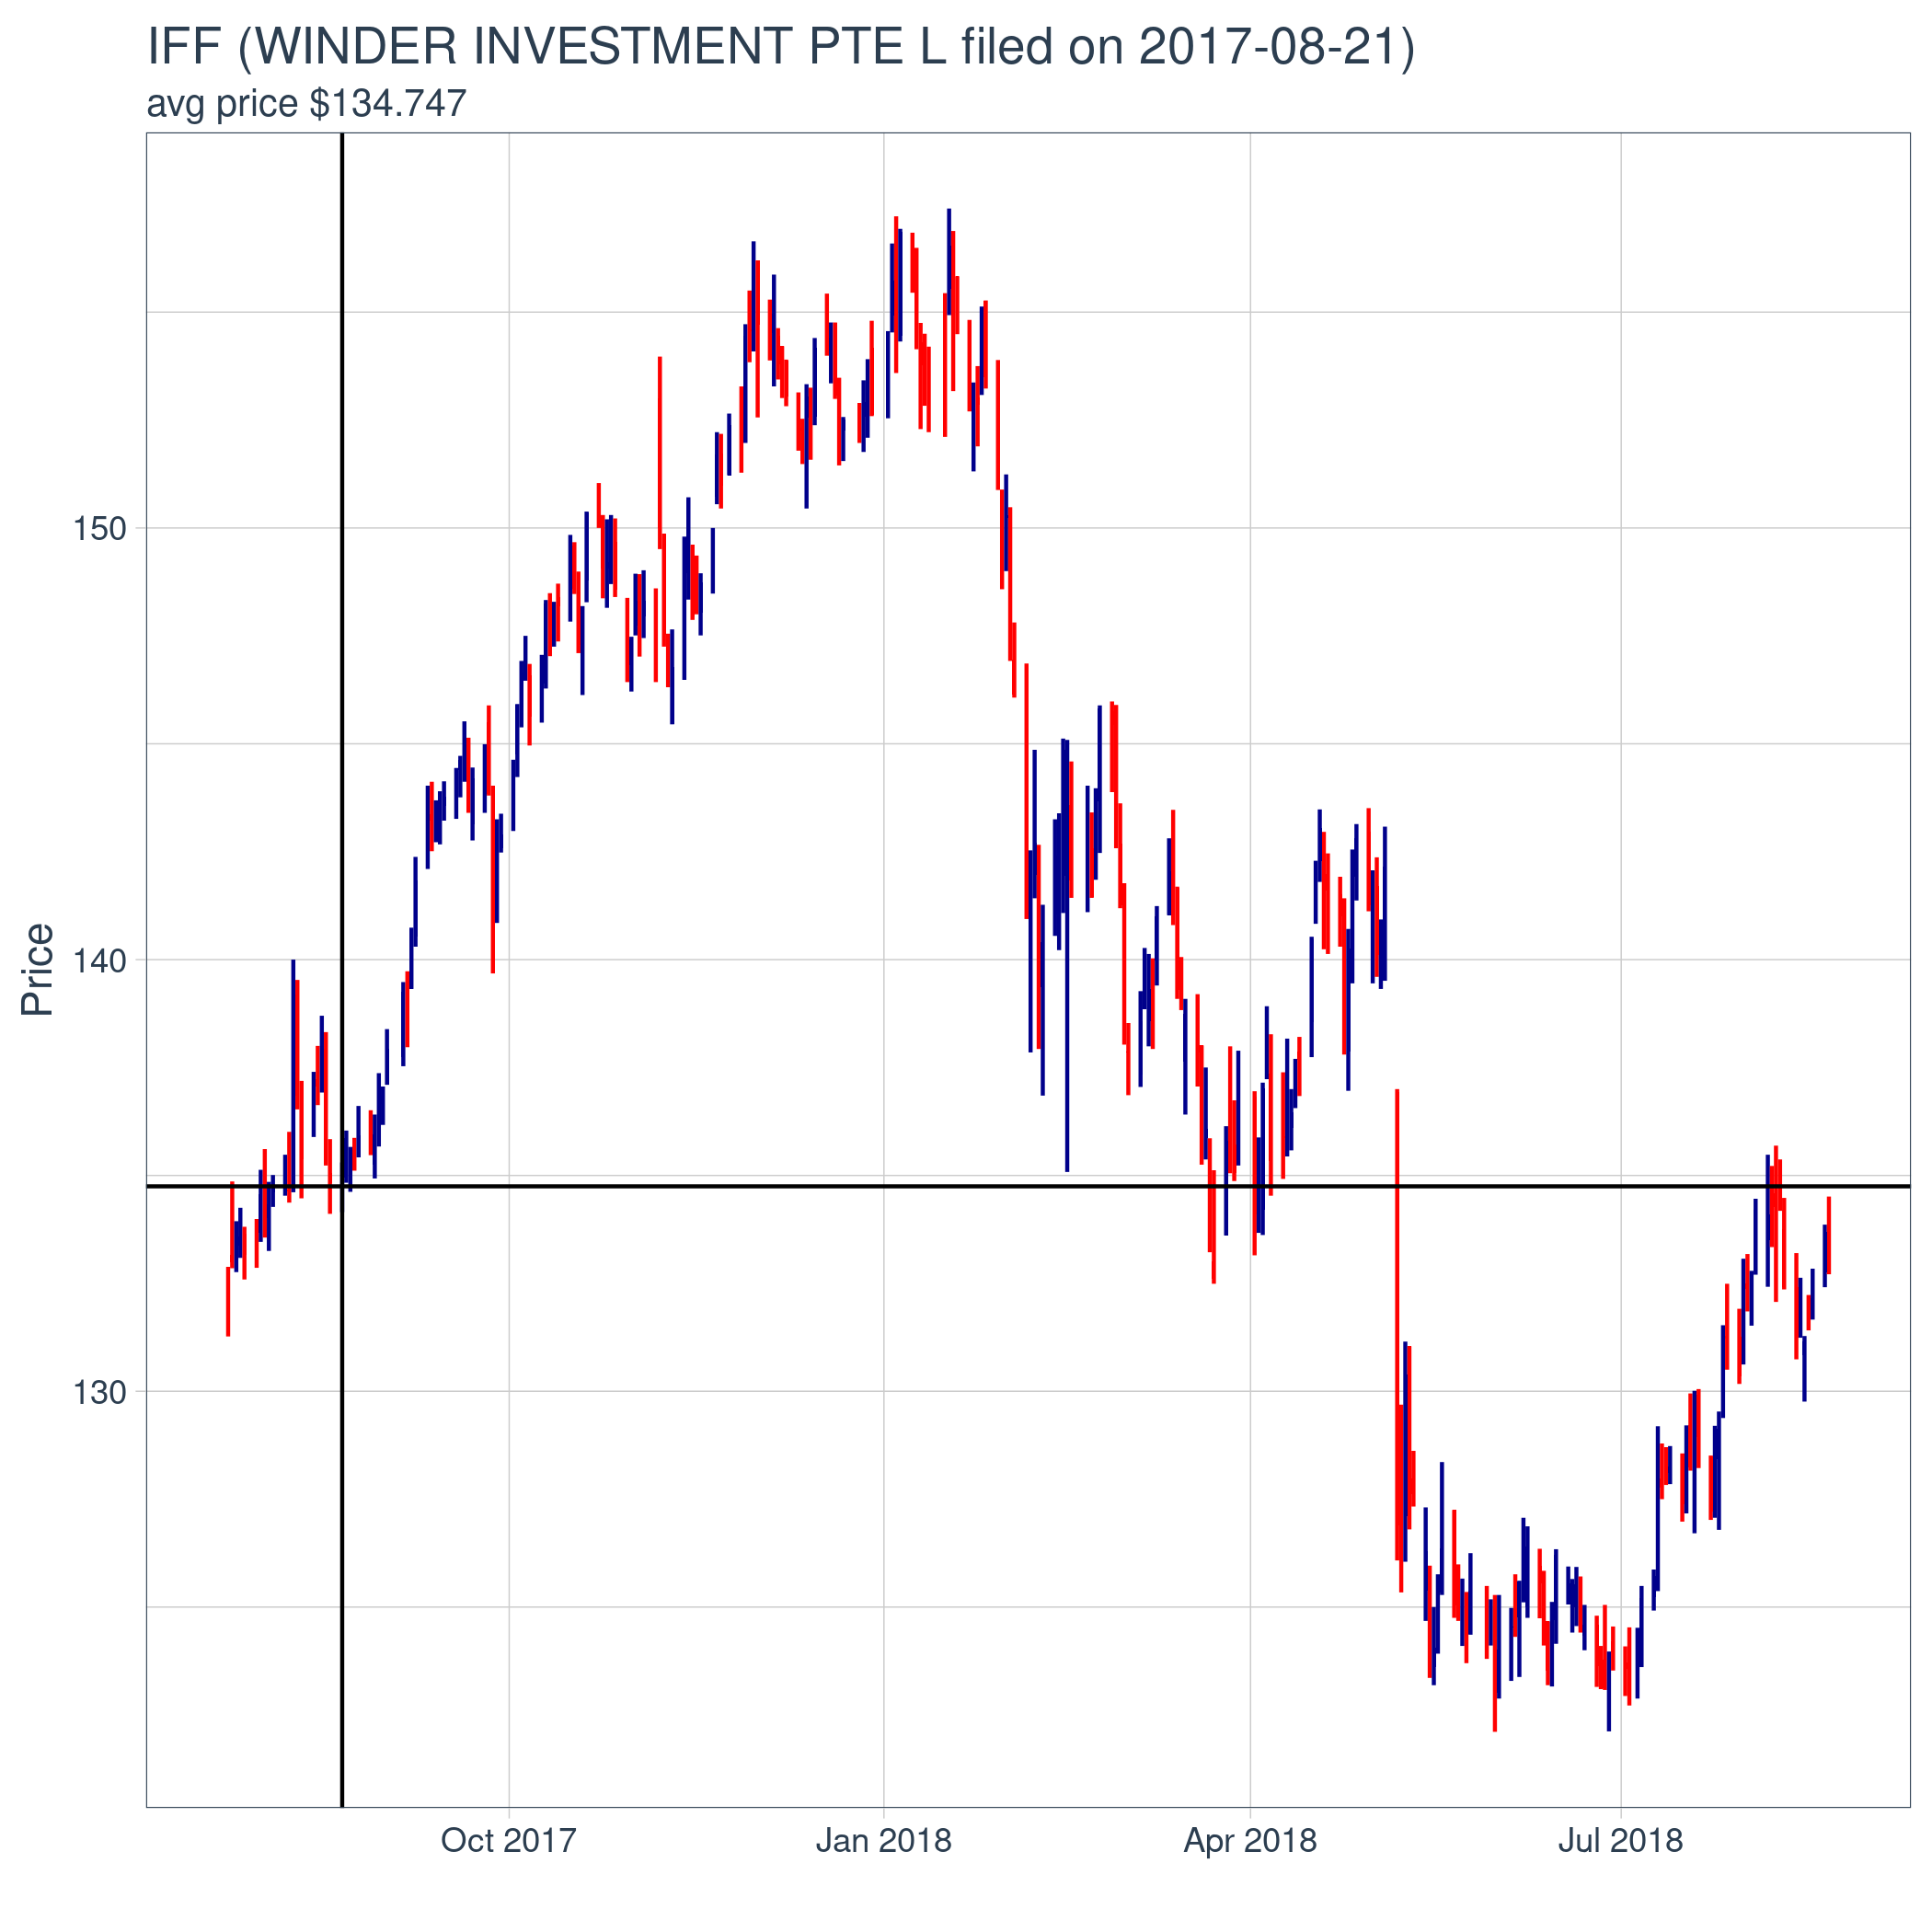 IFF (WINDER INVESTMENT PTE L filed on 2017-08-21)
avg price $134.747
Price
150
140
130
Oct 2017
Jan 2018
Apr 2018
Jul 2018